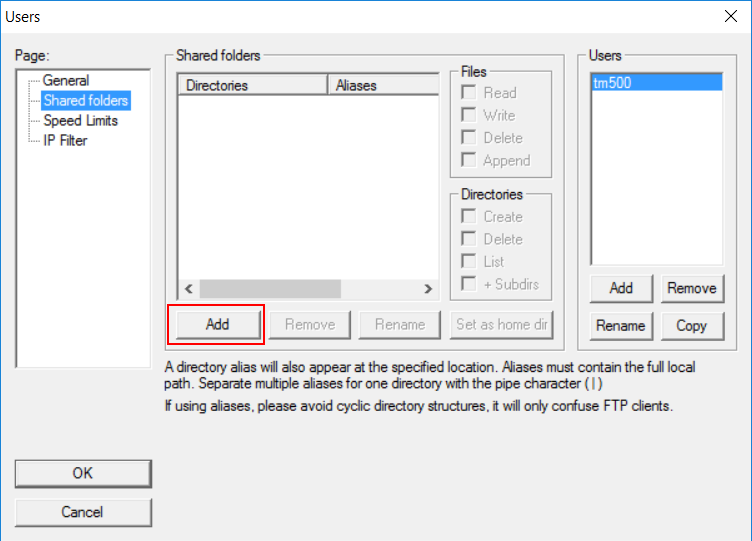 Users
Page:
General
Shared folders
Speed Limits
IP Filter
OK
Cancel
Shared folders
Directories
Aliases
Files
Read
Write
Delete
Append
Directories
Create
Delete
List
+ Subdirs
Add
Remove
Rename
Set as home dir
A directory alias will also appear at the specified location. Aliases must contain the full local
path. Separate multiple aliases for one directory with the pipe character ( | )
If using aliases, please avoid cyclic directory structures, it will only confuse FTP clients.
Users
tm500
Add
Remove
Rename
Copy